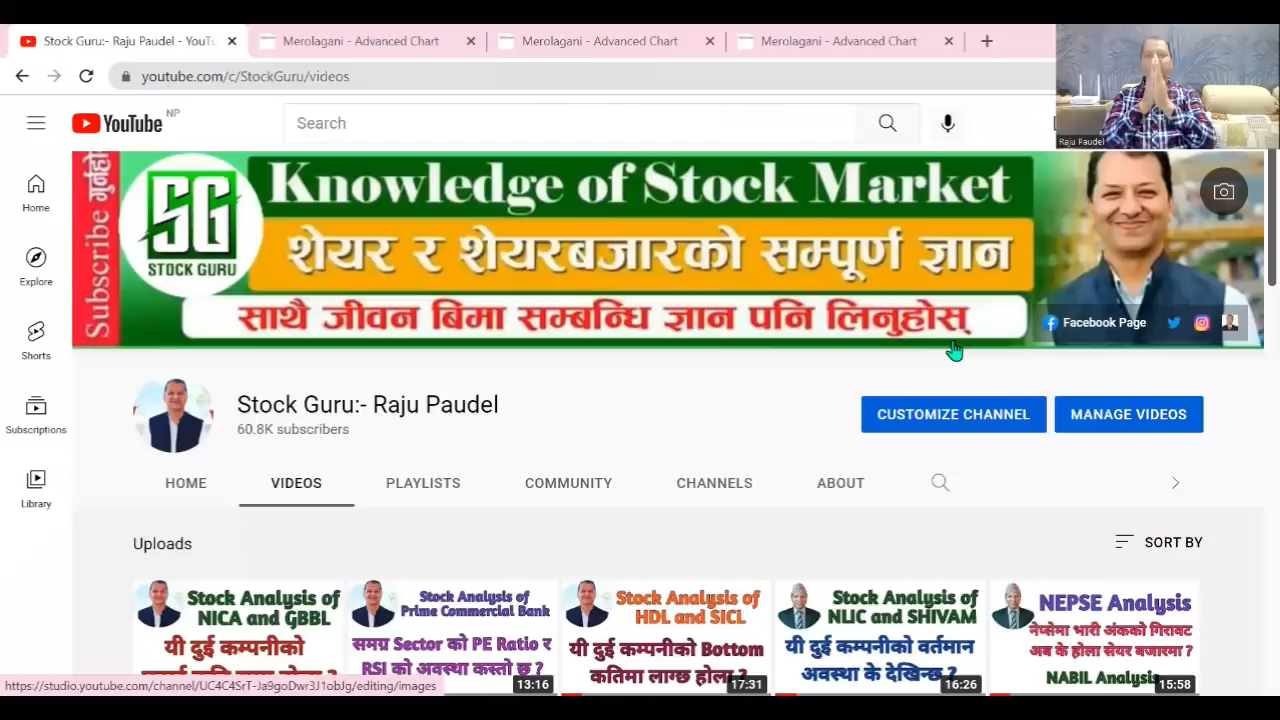 Stock Guru:- Raju Paudel - YouTu
Merolagani - Advanced Chart
Merolagani - Advanced Chart
Merolagani - Advanced Chart
youtube.com/c/StockGuru/videos
YouTube NP
Search
Raju Paudel
Home
Explore
Shorts
Subscriptions
Library
Subscribe गर्नुहो
SG
STOCK GURU
Knowledge of Stock Market
शेयर र शेयरबजारको सम्पूर्ण ज्ञान
साथै जीवन बिमा सम्बन्धि ज्ञान पनि लिनुहोस्
Facebook Page
Stock Guru:- Raju Paudel
60.8K subscribers
CUSTOMIZE CHANNEL
MANAGE VIDEOS
HOME VIDEOS PLAYLISTS COMMUNITY CHANNELS ABOUT
Uploads
SORT BY
Stock Analysis of
NICA and GBBL
यी दुई कम्पनीको
Stock Analysis of
Prime Commercial Bank
समग्र Sector को PE Ratio र
RSI को अवस्था कस्तो छ ?
13:16
Stock Analysis of
HDL and SICL
यी दुई कम्पनीको Bottom
कतिमा लाग्छ होला ?
17:31
Stock Analysis of
NLIC and SHIVAM
यी दुई कम्पनीको वर्तमान
अवस्था के देखिन्छ ?
16:26
NEPSE Analysis
नेप्सेमा भारी अंकको गिरावट
अब के होला सेयर बजारमा ?
NABIL Analysis
15:58
https://studio.youtube.com/channel/UC4C4SrT-Ja9goDwr3J1obJg/editing/images